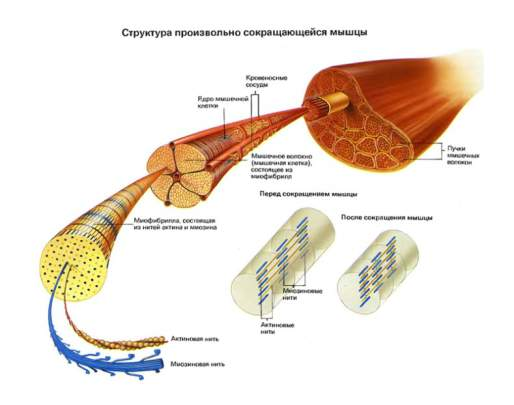 Структура произвольно сокращающейся мышцы
Кровеносные
сосуды
Ядро мышечной
клетки
Мышечное волокно
(мышечная клетка),
состоящее из
миофибрилл
Пучки
мышечных
волокон
Перед сокращением мышцы
После сокращения мышцы
Миофибрилла, состоящая
из нитей актина и миозина
Миозиновые
нити
Актиновые
нити
Актиновая нить
Миозиновая нить